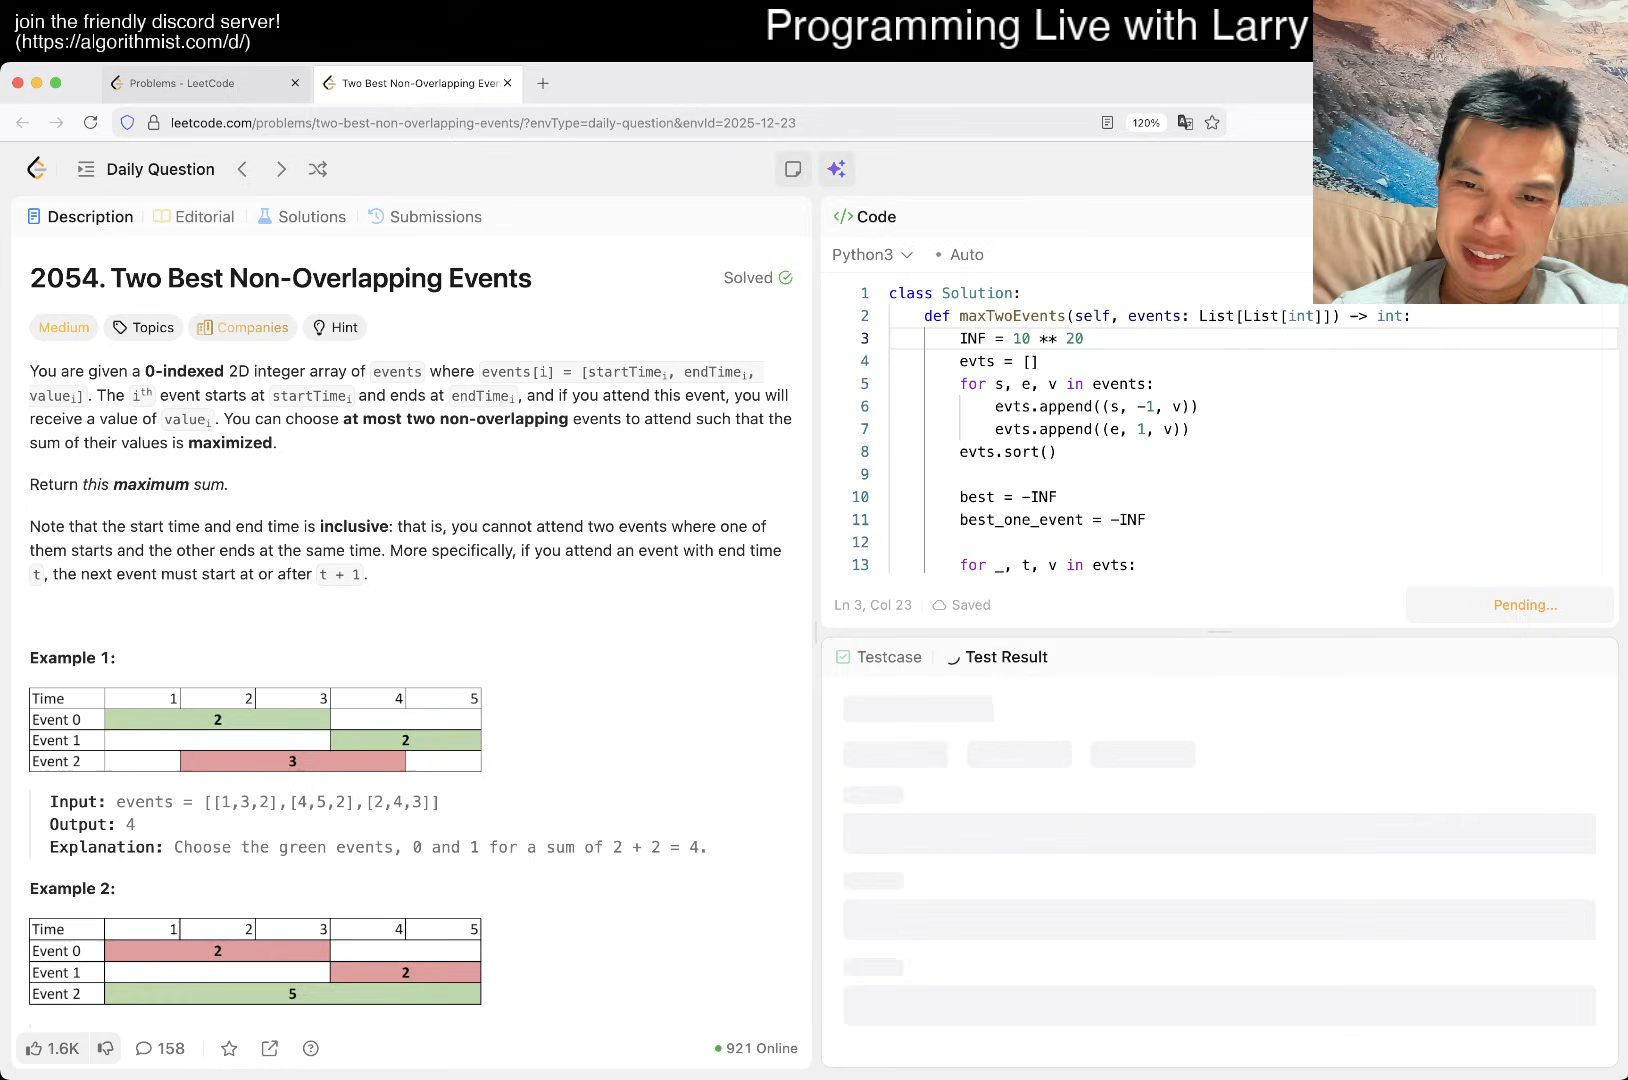 join the friendly discord server!
(https://algorithmist.com/d/)
Programming Live with Larry
Problems - LeetCode
Two Best Non-Overlapping Even
leetcode.com/problems/two-best-non-overlapping-events/?envType=daily-question&envId=2025-12-23
120%
Daily Question
Description
Editorial
Solutions
Submissions
2054. Two Best Non-Overlapping Events
Solved
Medium
Topics
Companies
Hint
You are given a 0-indexed 2D integer array of events where events[i] = [startTimei, endTimei,
valuei]. The ith event starts at startTimei and ends at endTimei, and if you attend this event, you will
receive a value of valuei. You can choose at most two non-overlapping events to attend such that the
sum of their values is maximized.
Return this maximum sum.
Note that the start time and end time is inclusive: that is, you cannot attend two events where one of
them starts and the other ends at the same time. More specifically, if you attend an event with end time
t, the next event must start at or after t + 1.
Example 1:
Time 1 2 3 4 5
Event 0 2
Event 1 2
Event 2 3
Input: events = [[1,3,2],[4,5,2],[2,4,3]]
Output: 4
Explanation: Choose the green events, 0 and 1 for a sum of 2 + 2 = 4.
Example 2:
Time 1 2 3 4 5
Event 0 2
Event 1 2
Event 2 5
1.6K
158
921 Online
</> Code
Python3
Auto
1 class Solution:
2 def maxTwoEvents(self, events: List[List[int]]) -> int:
3 INF = 10 ** 20
4 evts = []
5 for s, e, v in events:
6 evts.append((s, -1, v))
7 evts.append((e, 1, v))
8 evts.sort()
9
10 best = -INF
11 best_one_event = -INF
12
13 for _, t, v in evts:
Ln 3, Col 23
Saved
Pending...
Testcase
Test Result